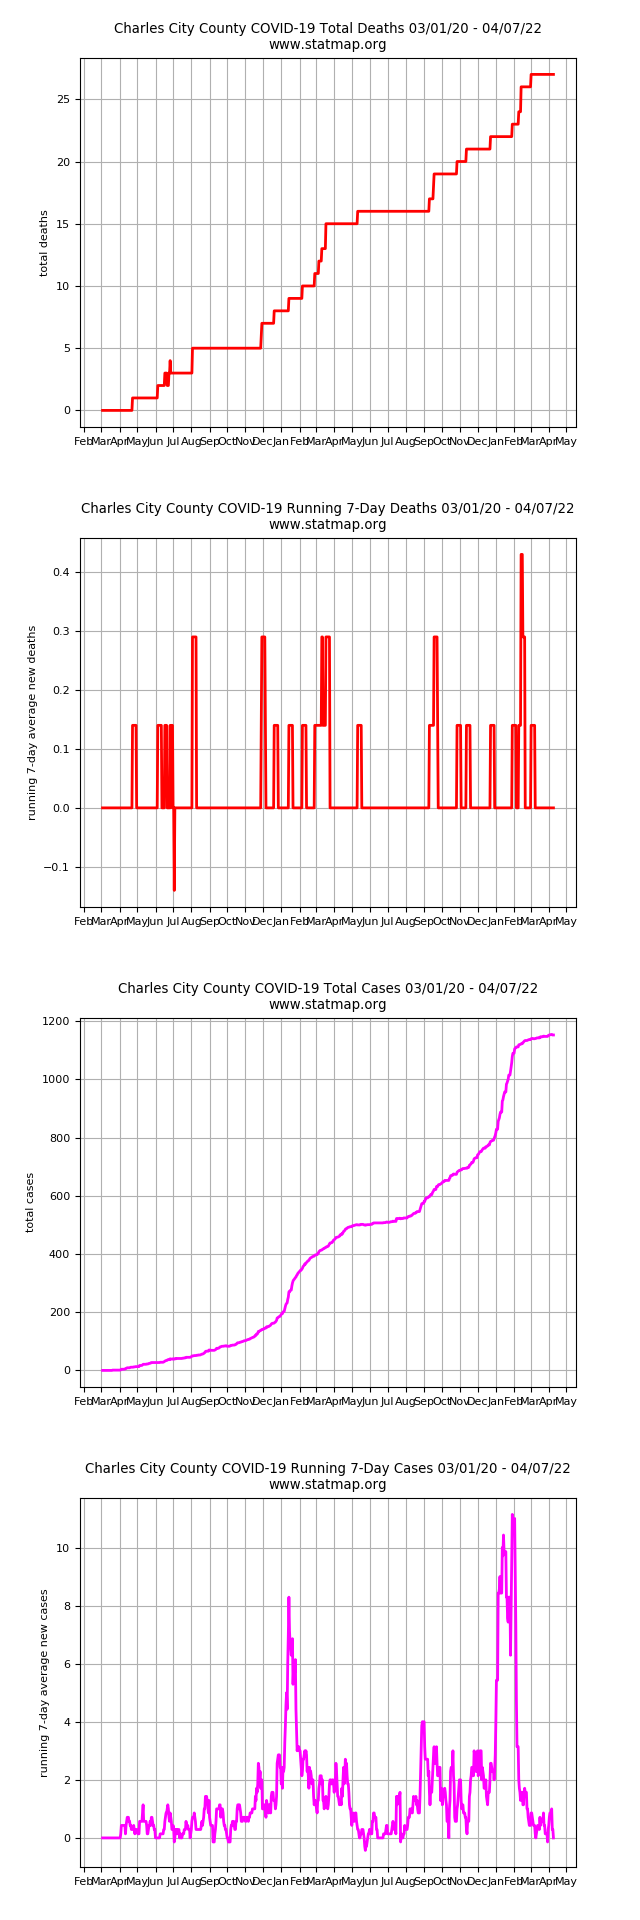 Charles City County COVID-19 Total Deaths 03/01/20 - 04/07/22
www.statmap.org
25
20
15
10
5
0
total deaths
Feb Mar Apr May Jun Jul Aug Sep Oct Nov Dec Jan Feb Mar Apr May Jun Jul Aug Sep Oct Nov Dec Jan Feb Mar Apr May
Charles City County COVID-19 Running 7-Day Deaths 03/01/20 - 04/07/22
www.statmap.org
0.4
0.3
0.2
0.1
0.0
−0.1
running 7-day average new deaths
Feb Mar Apr May Jun Jul Aug Sep Oct Nov Dec Jan Feb Mar Apr May Jun Jul Aug Sep Oct Nov Dec Jan Feb Mar Apr May
Charles City County COVID-19 Total Cases 03/01/20 - 04/07/22
www.statmap.org
1200
1000
800
600
400
200
0
total cases
Feb Mar Apr May Jun Jul Aug Sep Oct Nov Dec Jan Feb Mar Apr May Jun Jul Aug Sep Oct Nov Dec Jan Feb Mar Apr May
Charles City County COVID-19 Running 7-Day Cases 03/01/20 - 04/07/22
www.statmap.org
10
8
6
4
2
0
running 7-day average new cases
Feb Mar Apr May Jun Jul Aug Sep Oct Nov Dec Jan Feb Mar Apr May Jun Jul Aug Sep Oct Nov Dec Jan Feb Mar Apr May